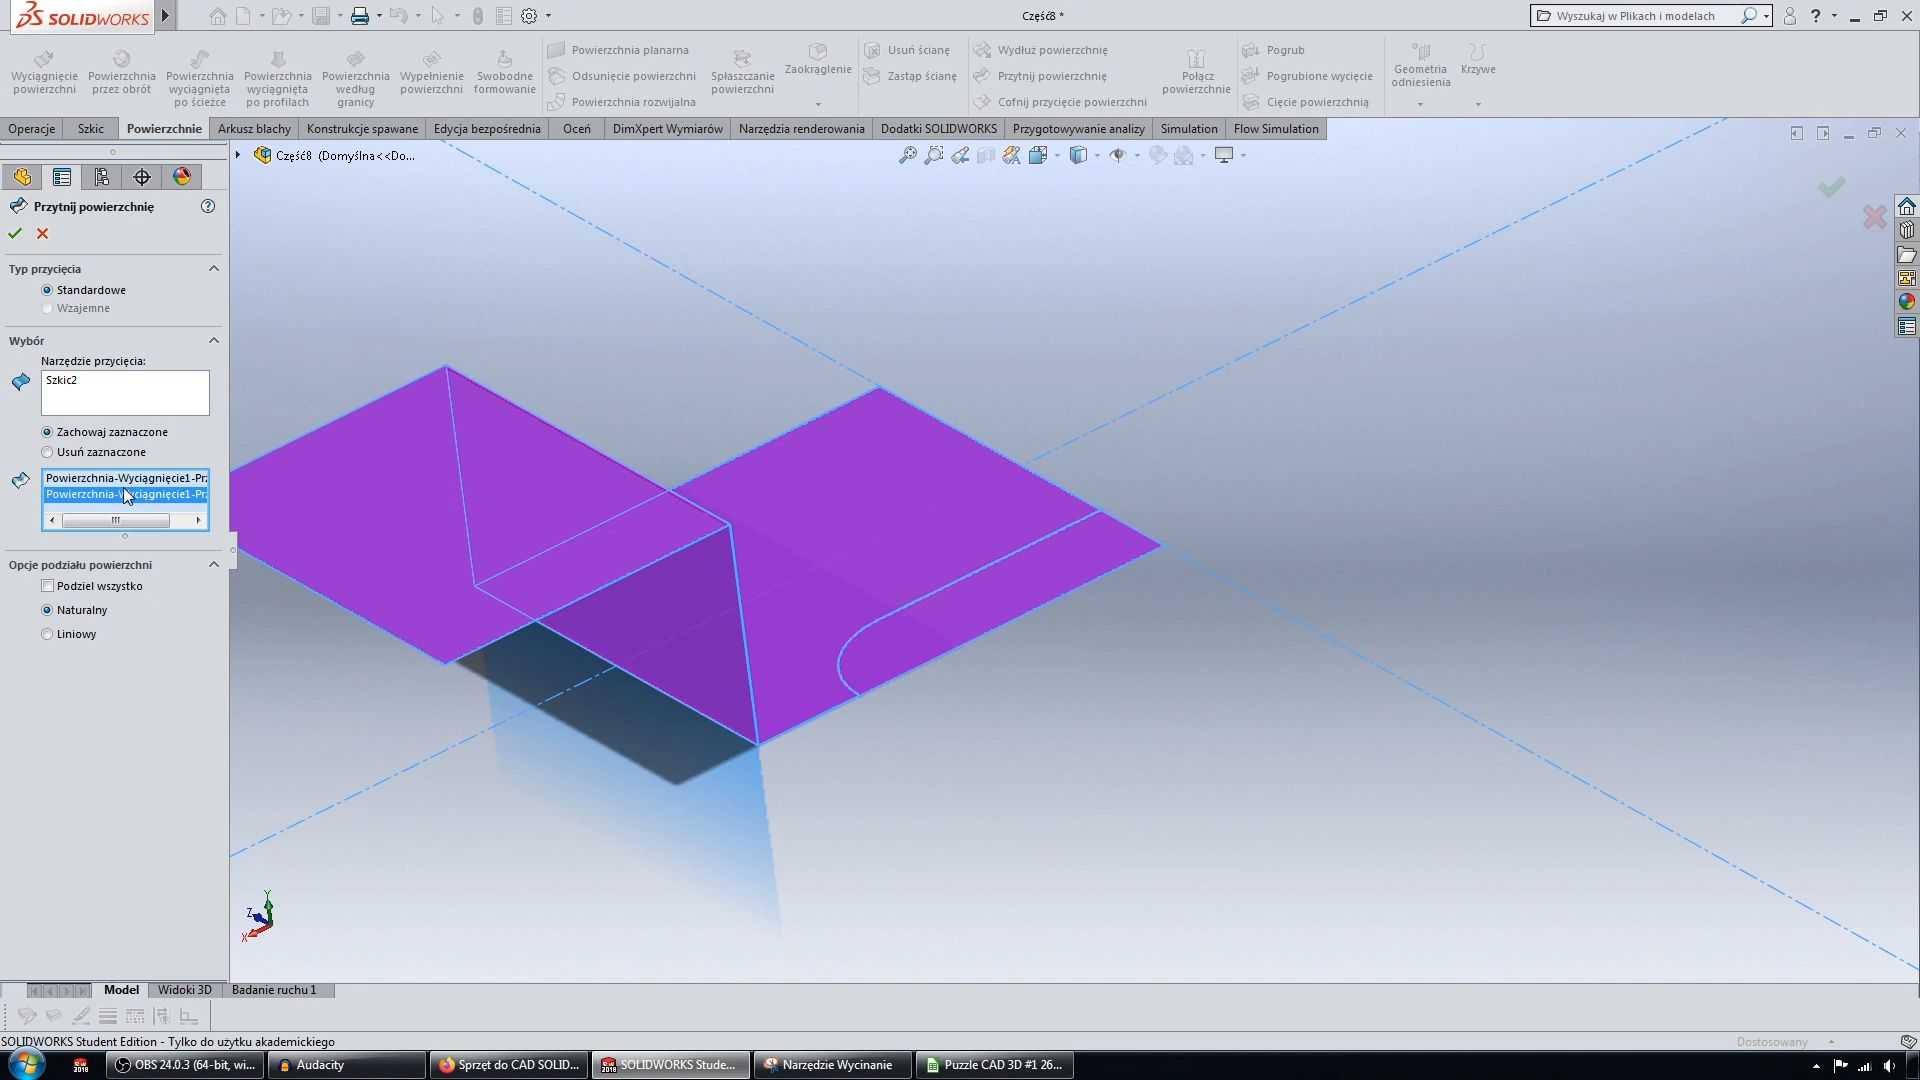 SOLIDWORKS
Część8 *
Wyszukaj w Plikach i modelach
?
Wyciągnięcie powierzchni
Powierzchnia przez obrót
Powierzchnia wyciągnięta po ścieżce
Powierzchnia wyciągnięta po profilach
Powierzchnia według granicy
Wypełnienie powierzchni
Swobodne formowanie
Powierzchnia planarna
Odsunięcie powierzchni
Powierzchnia rozwijalna
Spłaszczanie powierzchni
Zaokrąglenie
Usuń ścianę
Zastąp ścianę
Wydłuż powierzchnię
Przytnij powierzchnię
Cofnij przycięcie powierzchni
Połącz powierzchnie
Pogrub
Pogrubione wycięcie
Cięcie powierzchnią
Geometria odniesienia
Krzywe
Operacje
Szkic
Powierzchnie
Arkusz blachy
Konstrukcje spawane
Edycja bezpośrednia
Oceń
DimXpert Wymiarów
Narzędzia renderowania
Dodatki SOLIDWORKS
Przygotowywanie analizy
Simulation
Flow Simulation
Część8 (Domyślna<<Do...
Przytnij powierzchnię
?
Typ przycięcia
Standardowe
Wzajemne
Wybór
Narzędzie przycięcia:
Szkic2
Zachowaj zaznaczone
Usuń zaznaczone
Powierzchnia-Wyciągnięcie1-Prz
Opcje podziału powierzchni
Podziel wszystko
Naturalny
Liniowy
Y
Z
X
Model
Widoki 3D
Badanie ruchu 1
SOLIDWORKS Student Edition - Tylko do użytku akademickiego
Dostosowany
2018
OBS 24.0.3 (64-bit, wi...
Audacity
Sprzęt do CAD SOLID...
SOLIDWORKS Stude...
Narzędzie Wycinanie
Puzzle CAD 3D #1 26...